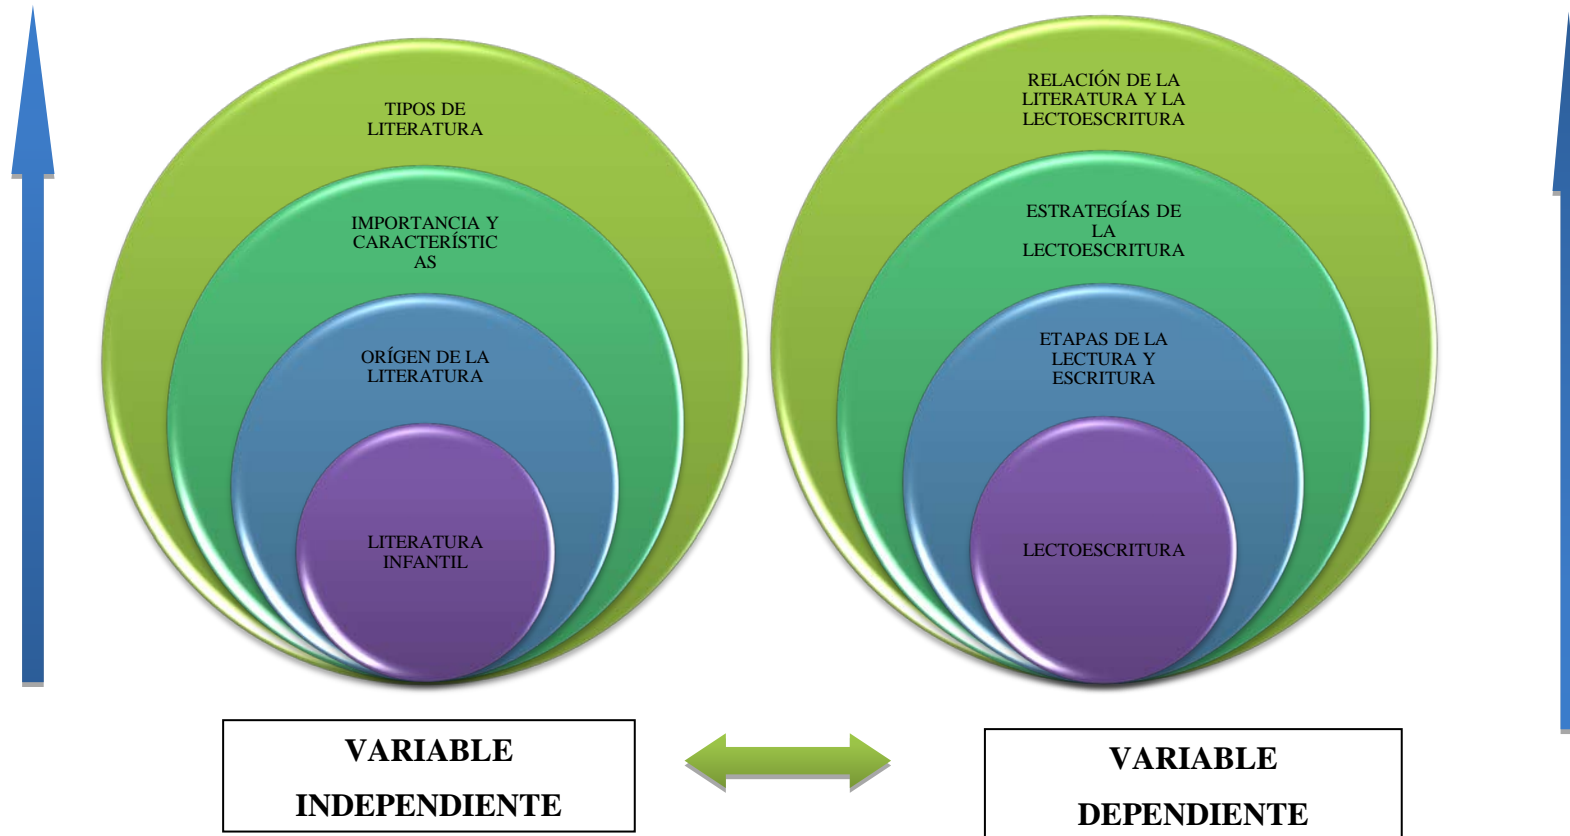 TIPOS DE
LITERATURA
IMPORTANCIA Y
CARACTERÍSTIC
AS
ORÍGEN DE LA
LITERATURA
LITERATURA
INFANTIL
RELACIÓN DE LA
LITERATURA Y LA
LECTOESCRITURA
ESTRATEGÍAS DE
LA
LECTOESCRITURA
ETAPAS DE LA
LECTURA Y
ESCRITURA
LECTOESCRITURA
VARIABLE
INDEPENDIENTE
VARIABLE
DEPENDIENTE